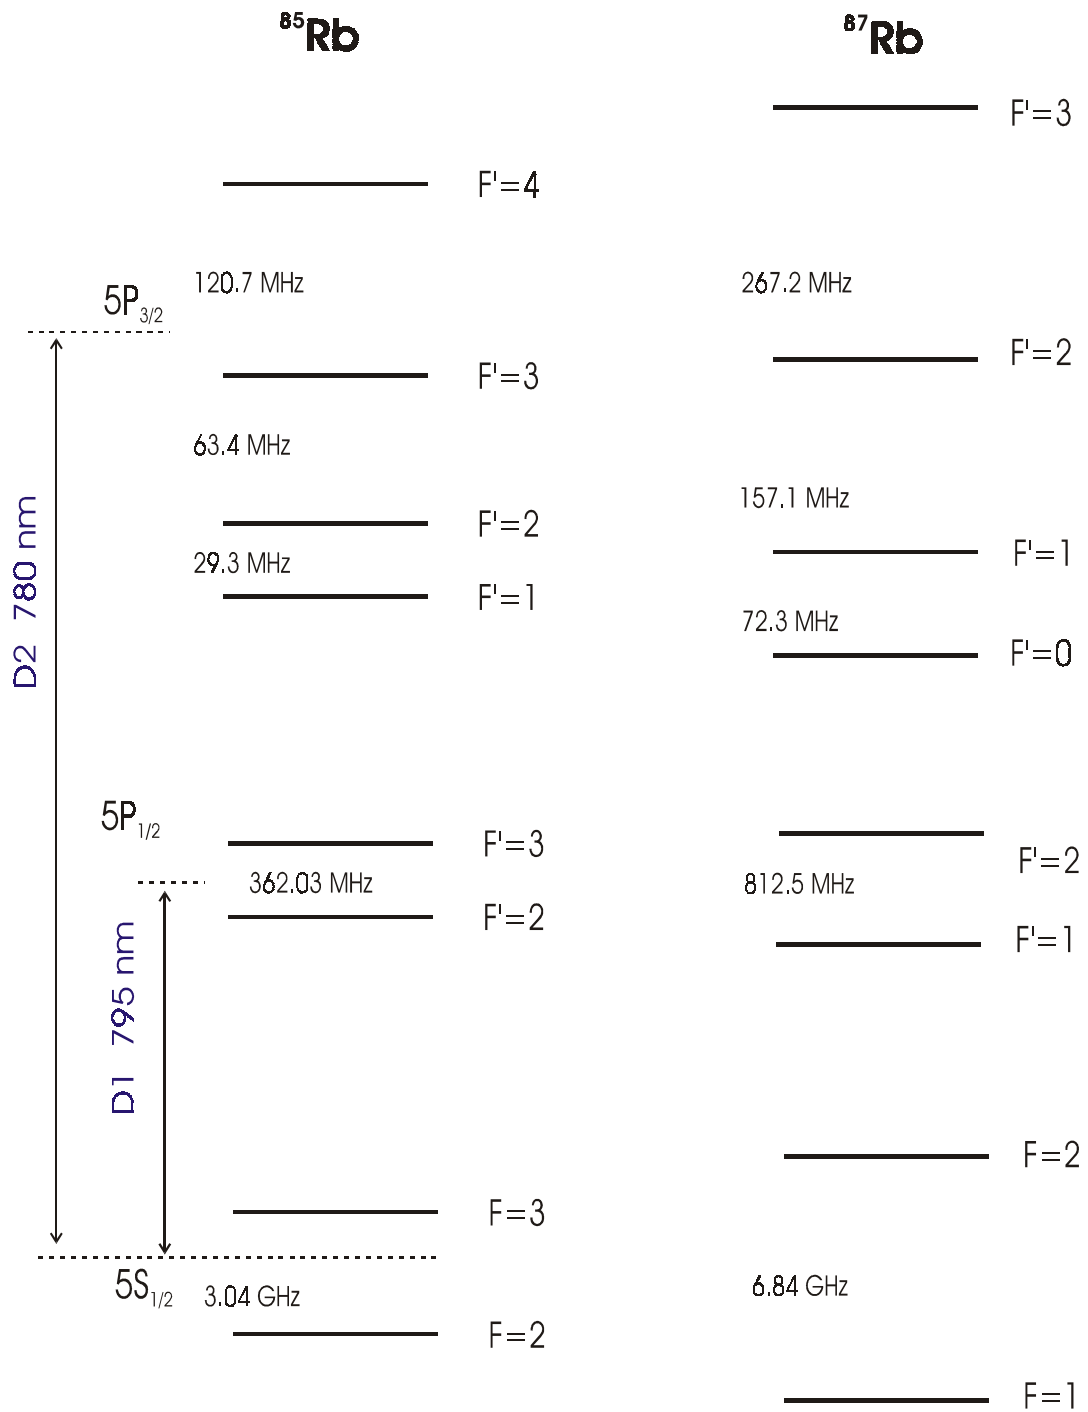 ⁸⁵Rb ⁸⁷Rb
F'=3
F'=4
120.7 MHz 267.2 MHz
5P₃/₂
F'=3 F'=2
63.4 MHz
157.1 MHz
F'=2
29.3 MHz F'=1
F'=1
72.3 MHz
F'=0
D2 780 nm
5P₁/₂
F'=3 F'=2
362.03 MHz 812.5 MHz
F'=2 F'=1
D1 795 nm
F=2
F=3
5S₁/₂ 3.04 GHz 6.84 GHz
F=2
F=1